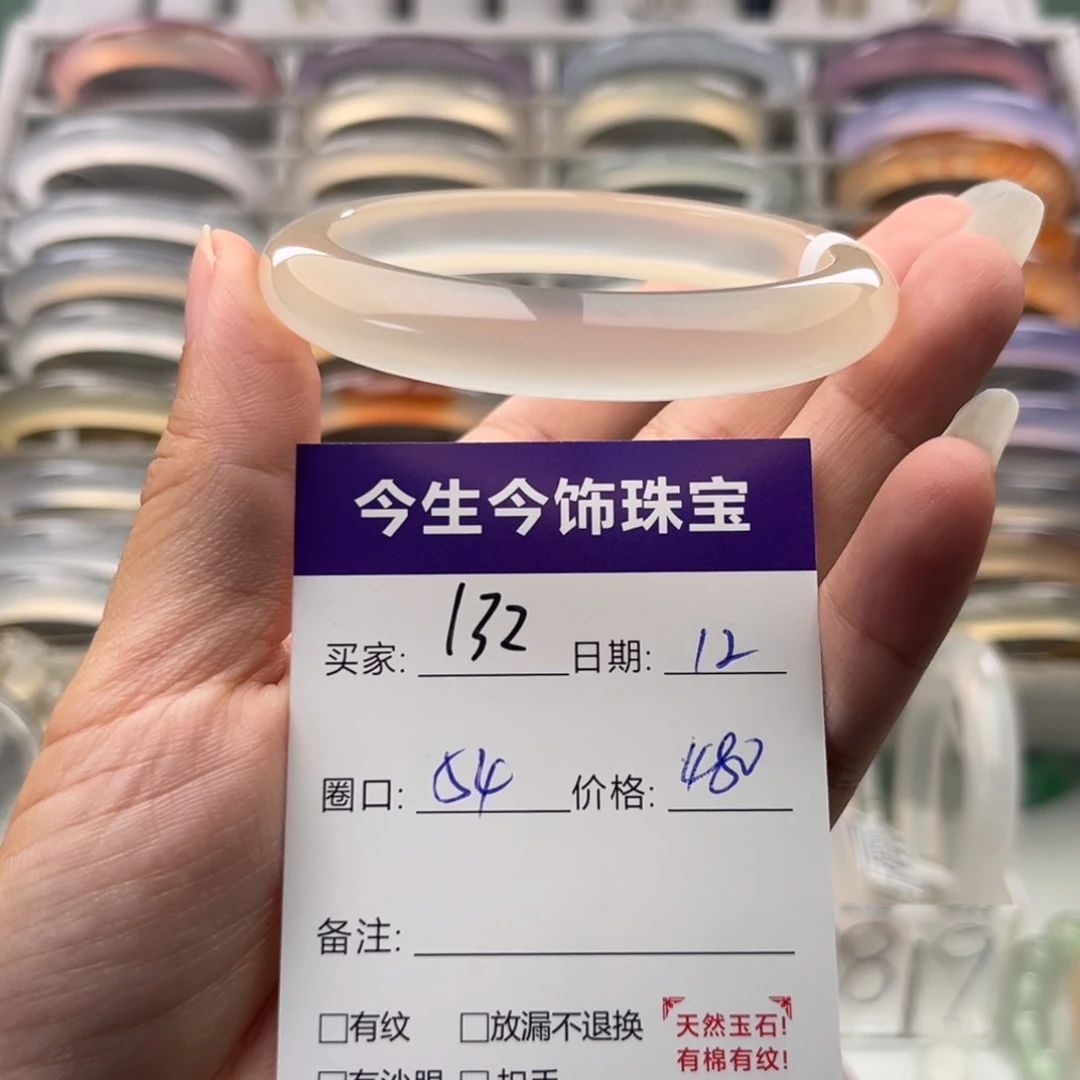 今生今饰珠宝
买家: 132 日期: 12
圈口: 54 价格: 480
备注:
□有纹 □放漏不退换
天然玉石!
有棉有纹!
819